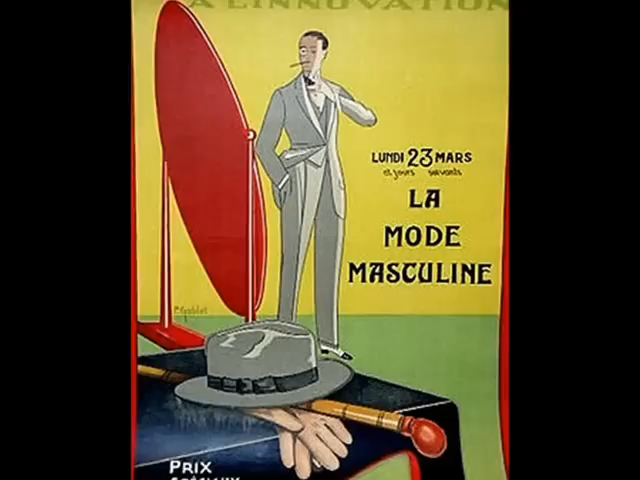 A L'INNOVATION
LUNDI 23 MARS
et jours suivants
LA
MODE
MASCULINE
PRIX